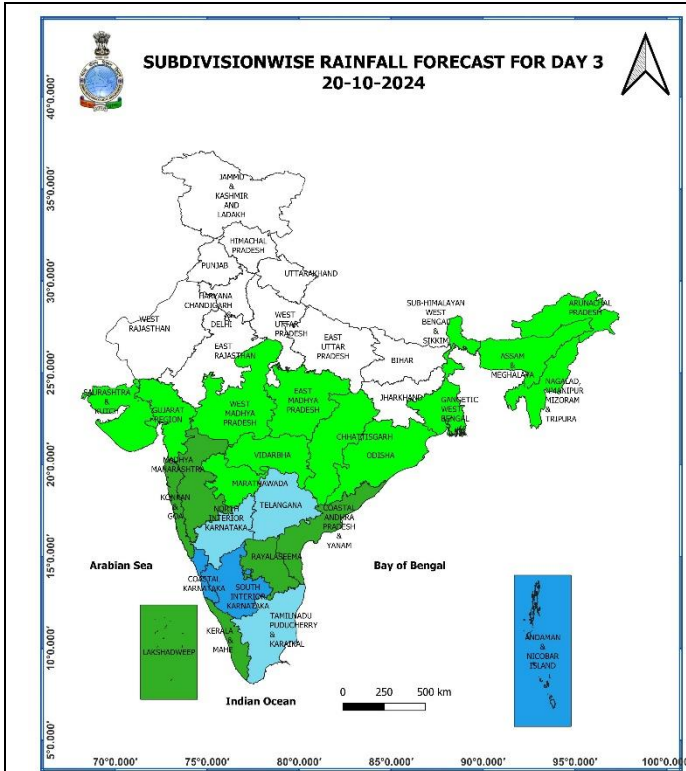 SUBDIVISIONWISE RAINFALL FORECAST FOR DAY 3
20-10-2024
40°0.000'
35°0.000'
30°0.000'
25°0.000'
20°0.000'
15°0.000'
10°0.000'
5°0.000'
JAMMU
&
KASHMIR
AND
LADAKH
HIMACHAL
PRADESH
PUNJAB
UTTARAKHAND
HARYANA
CHANDIGARH
&
DELHI
WEST
RAJASTHAN
EAST
RAJASTHAN
WEST
UTTAR
PRADESH
EAST
UTTAR
PRADESH
BIHAR
SUB-HIMALAYAN
WEST
BENGAL
&
SIKKIM
ARUNACHAL
PRADESH
ASSAM
&
MEGHALAYA
NAGALAD,
MANIPUR
MIZORAM
&
TRIPURA
JHARKHAND
GANGETIC
WEST
BENGAL
SAURASHTRA
&
KUTCH
GUJARAT
REGION
WEST
MADHYA
PRADESH
EAST
MADHYA
PRADESH
CHHATTISGARH
ODISHA
VIDARBHA
MADHYA
MAHARASHTRA
MARATHAWADA
KONKAN
&
GOA
NORTH
INTERIOR
KARNATAKA
TELANGANA
COASTAL
ANDHRA
PRADESH
&
YANAM
RAYALASEEMA
Arabian Sea
Bay of Bengal
COASTAL
KARNATAKA
SOUTH
INTERIOR
KARNATAKA
TAMILNADU
PUDUCHERRY
&
KARAIKAL
KERALA
&
MAHE
LAKSHADWEEP
ANDAMAN
&
NICOBAR
ISLAND
Indian Ocean
0 250 500 km
70°0.000' 75°0.000' 80°0.000' 85°0.000' 90°0.000' 95°0.000' 100°0.000'